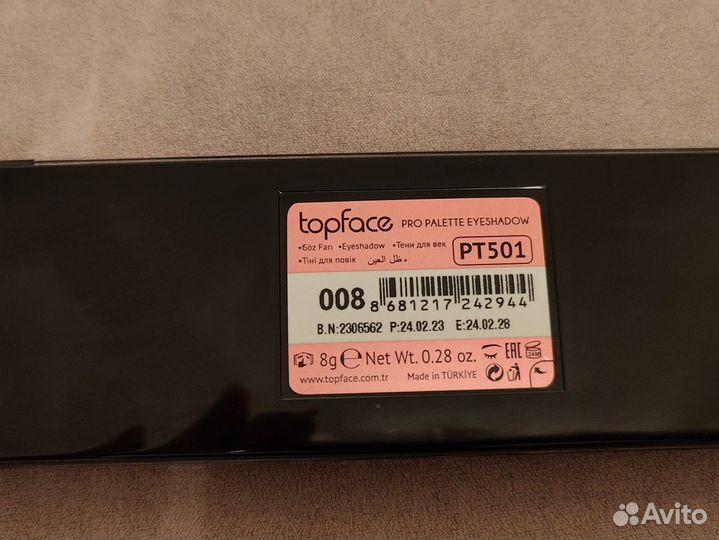 topface PRO PALETTE EYESHADOW
•Göz Farı •Eyeshadow •Тени для век
•Тіні для повік •ظل العين
PT501
008
8 681217 242944
B.N:2306562 P:24.02.23 E:24.02.28
8g e Net Wt. 0.28 oz. EAC 24M
www.topface.com.tr Made in TÜRKİYE
Avito